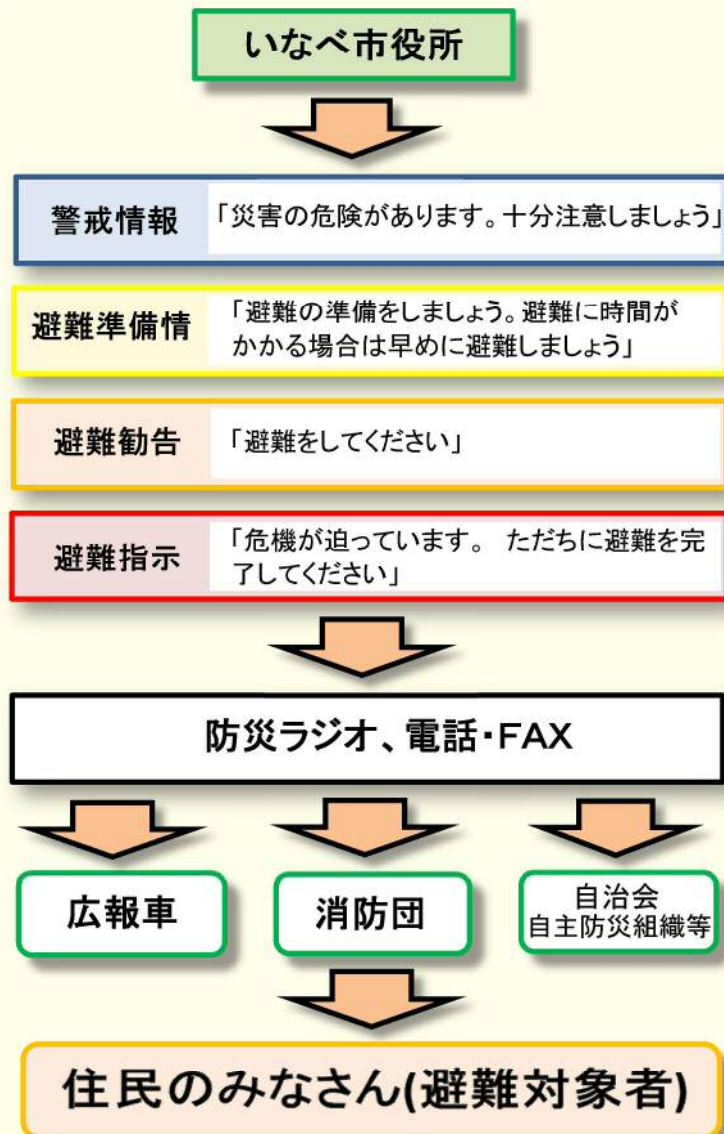 いなべ市役所
警戒情報
「災害の危険があります。十分注意しましょう」
避難準備情
「避難の準備をしましょう。避難に時間が
かかる場合は早めに避難しましょう」
避難勧告
「避難をしてください」
避難指示
「危機が迫っています。 ただちに避難を完
了してください」
防災ラジオ、電話・FAX
広報車
消防団
自治会
自主防災組織等
住民のみなさん(避難対象者)